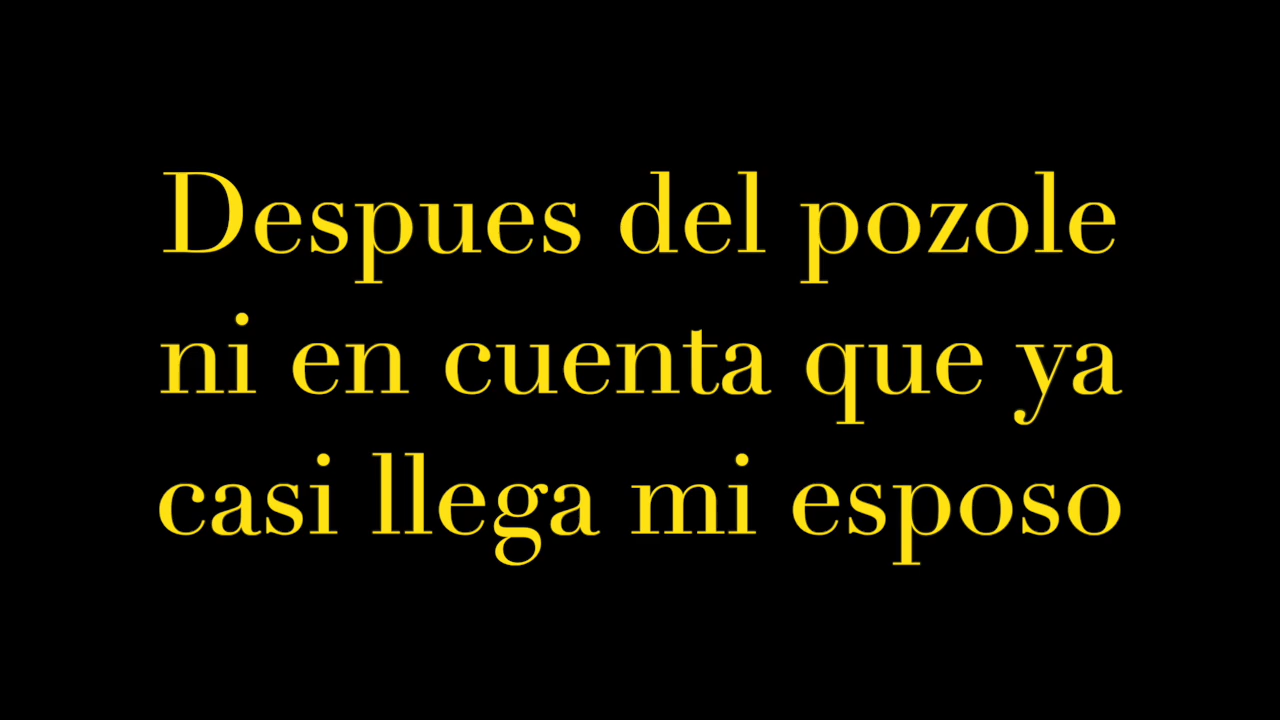 Despues del pozole
ni en cuenta que ya
casi llega mi esposo